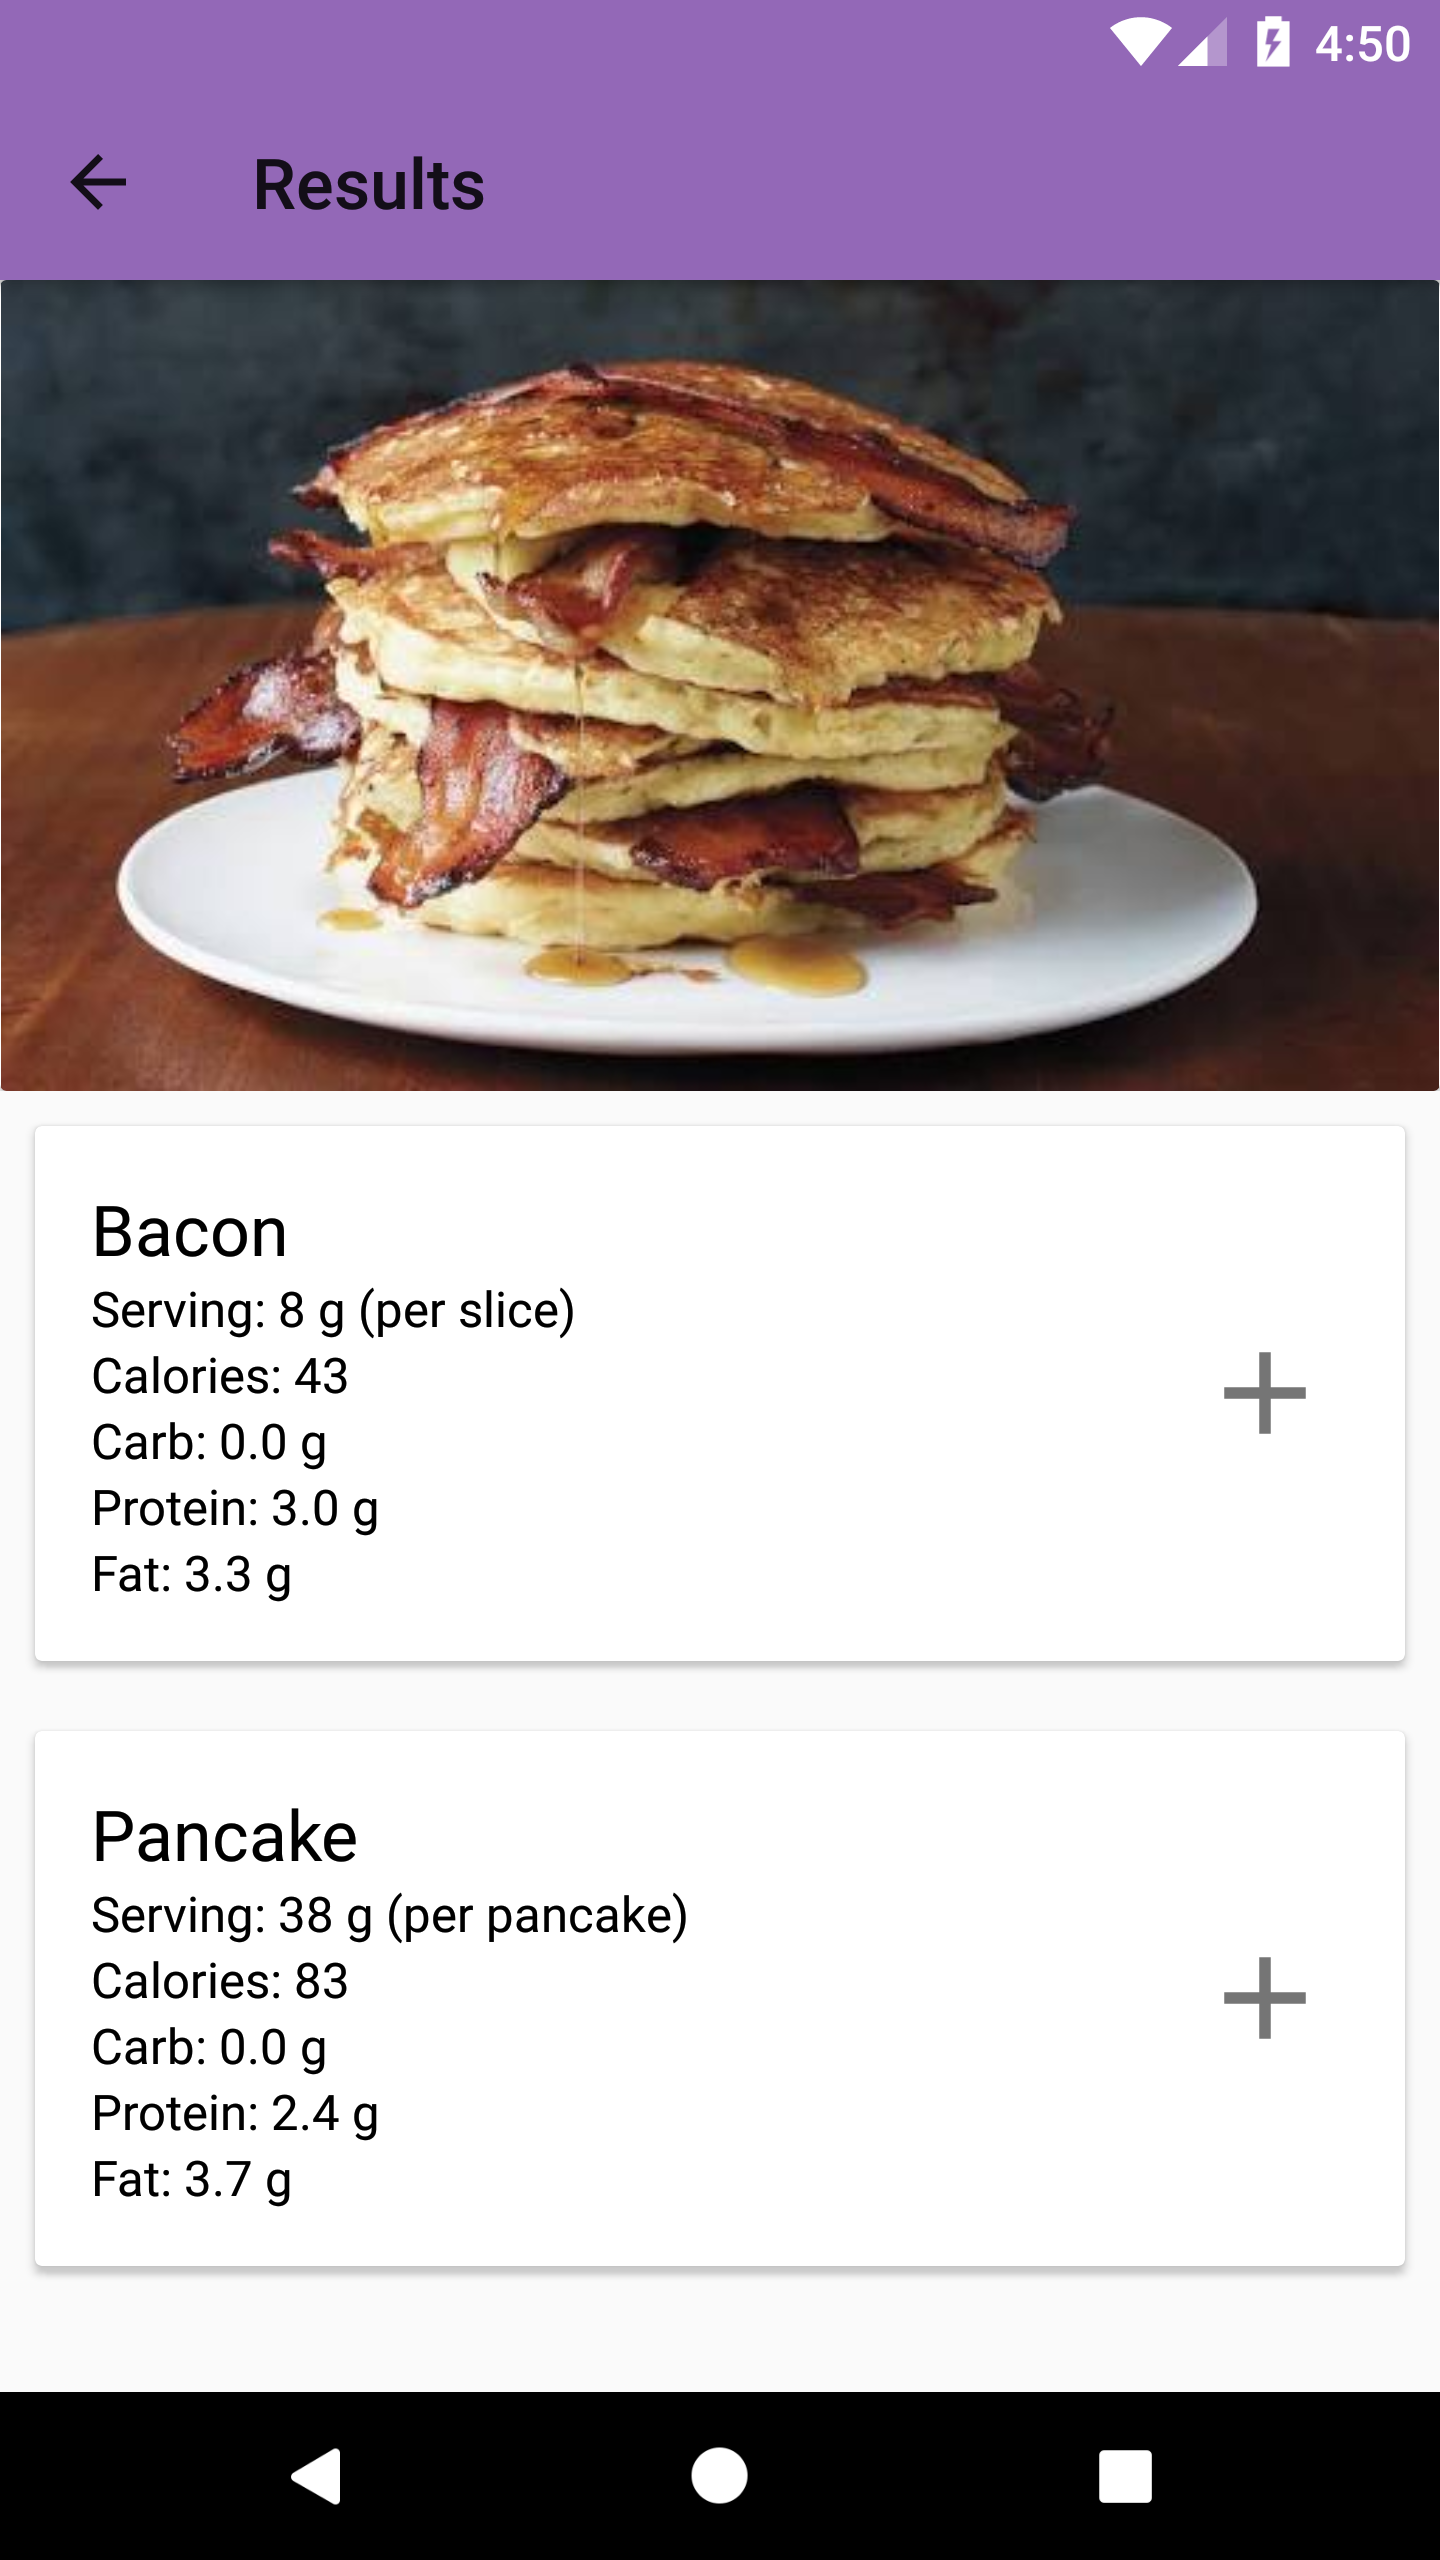 4:50
Results
Bacon
Serving: 8 g (per slice)
Calories: 43
Carb: 0.0 g
Protein: 3.0 g
Fat: 3.3 g
Pancake
Serving: 38 g (per pancake)
Calories: 83
Carb: 0.0 g
Protein: 2.4 g
Fat: 3.7 g